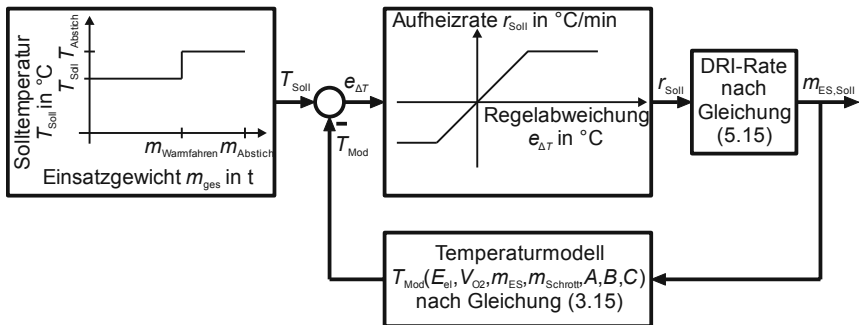 Solltemperatur
T_Soll in °C
T_Soll T_Abstich
m_Warmfahren m_Abstich
Einsatzgewicht m_ges in t
T_Soll
e_ΔT
T_Mod
Aufheizrate r_Soll in °C/min
Regelabweichung
e_ΔT in °C
r_Soll
DRI-Rate
nach
Gleichung
(5.15)
m_ES,Soll
Temperaturmodell
T_Mod(E_el,V_O2,m_ES,m_Schrott,A,B,C)
nach Gleichung (3.15)